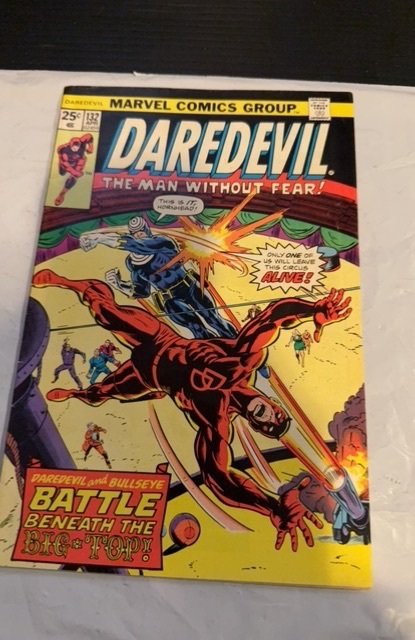 DAREDEVIL
MARVEL COMICS GROUP
25¢
132
APR
DAREDEVIL
THE MAN WITHOUT FEAR!
THIS IS IT,
HORNHEAD!
ONLY ONE OF
US WILL LEAVE
THIS CIRCUS
ALIVE!
DAREDEVIL and BULLSEYE
BATTLE
BENEATH THE
BIG★TOP!